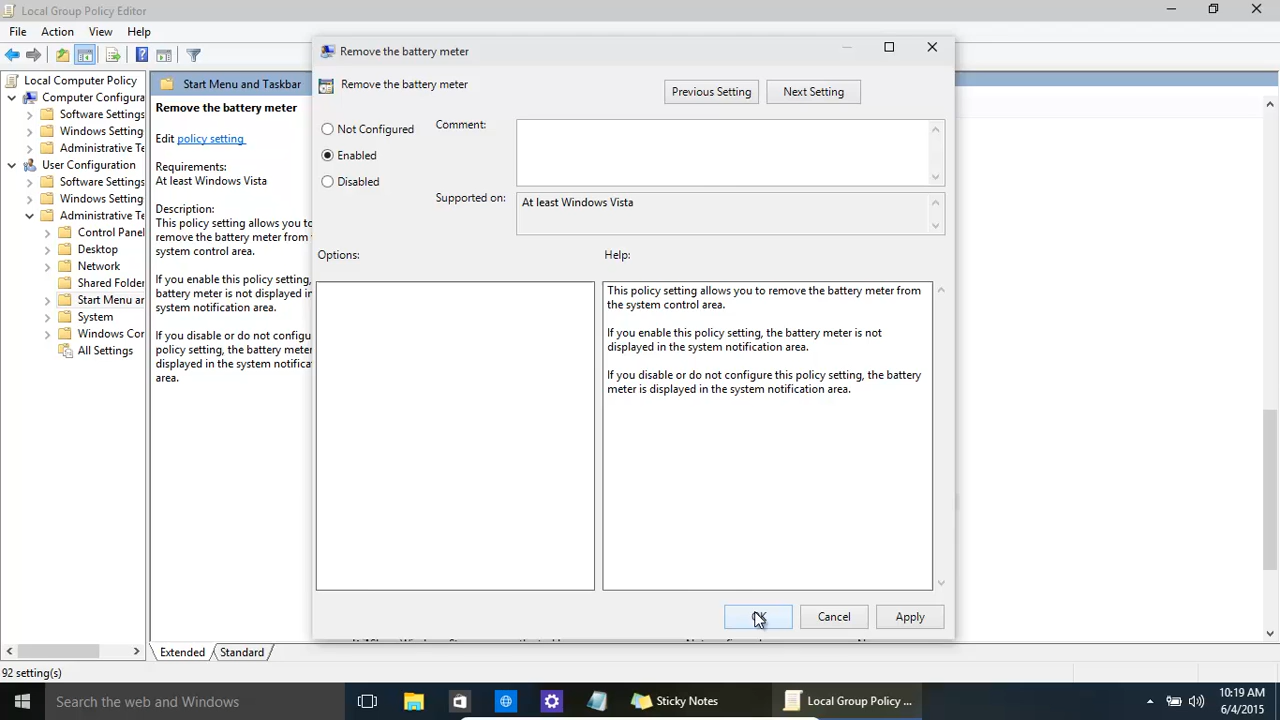 Local Group Policy Editor
File Action View Help
Local Computer Policy
Computer Configura
Software Setting
Windows Setting
Administrative Te
User Configuration
Software Settings
Windows Setting
Administrative Te
Control Panel
Desktop
Network
Shared Folder
Start Menu an
System
Windows Con
All Settings
Start Menu and Taskbar
Remove the battery meter
Edit policy setting
Requirements:
At least Windows Vista
Description:
This policy setting allows you to
remove the battery meter from t
system control area.
If you enable this policy setting,
battery meter is not displayed in
system notification area.
If you disable or do not configu
policy setting, the battery meter
displayed in the system notifica
area.
Remove the battery meter
Remove the battery meter
Previous Setting Next Setting
Not Configured
Enabled
Disabled
Comment:
Supported on:
At least Windows Vista
Options:
Help:
This policy setting allows you to remove the battery meter from
the system control area.
If you enable this policy setting, the battery meter is not
displayed in the system notification area.
If you disable or do not configure this policy setting, the battery
meter is displayed in the system notification area.
OK Cancel Apply
Extended Standard
92 setting(s)
Search the web and Windows
Sticky Notes
Local Group Policy ...
10:19 AM
6/4/2015